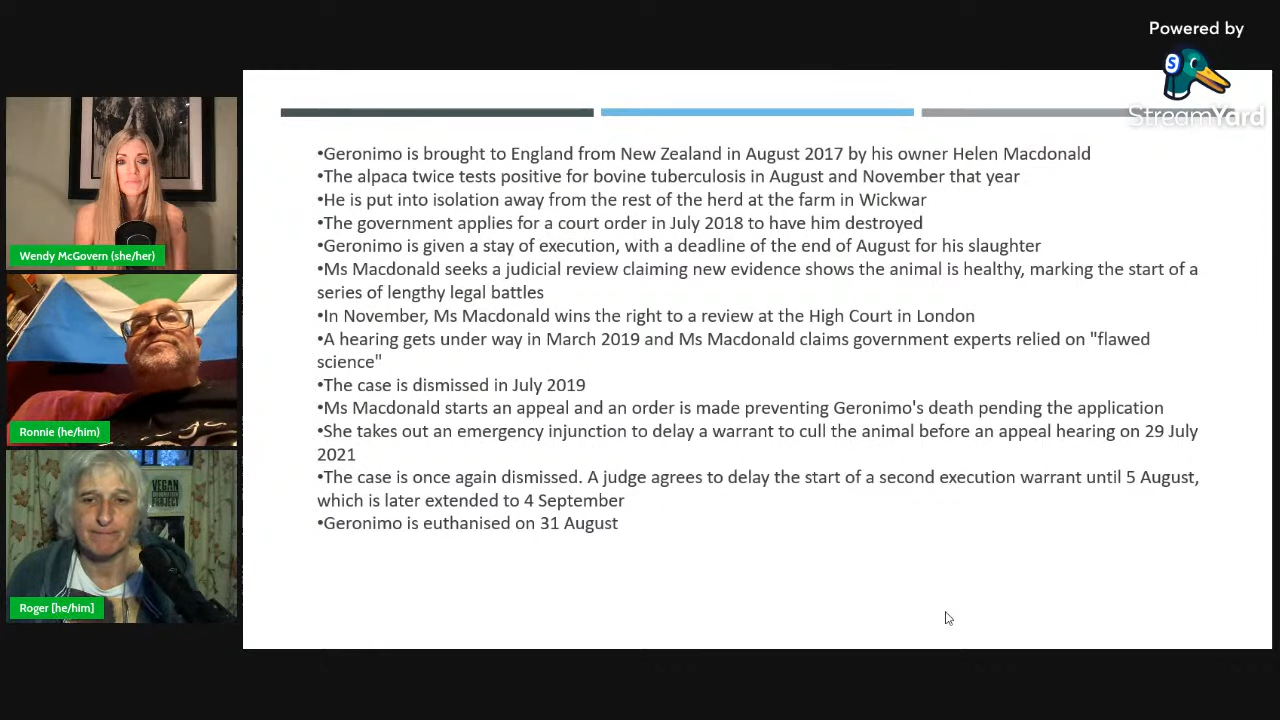 Powered by
S
StreamYard
•Geronimo is brought to England from New Zealand in August 2017 by his owner Helen Macdonald
•The alpaca twice tests positive for bovine tuberculosis in August and November that year
•He is put into isolation away from the rest of the herd at the farm in Wickwar
•The government applies for a court order in July 2018 to have him destroyed
•Geronimo is given a stay of execution, with a deadline of the end of August for his slaughter
•Ms Macdonald seeks a judicial review claiming new evidence shows the animal is healthy, marking the start of a
series of lengthy legal battles
•In November, Ms Macdonald wins the right to a review at the High Court in London
•A hearing gets under way in March 2019 and Ms Macdonald claims government experts relied on "flawed
science"
•The case is dismissed in July 2019
•Ms Macdonald starts an appeal and an order is made preventing Geronimo's death pending the application
•She takes out an emergency injunction to delay a warrant to cull the animal before an appeal hearing on 29 July
2021
•The case is once again dismissed. A judge agrees to delay the start of a second execution warrant until 5 August,
which is later extended to 4 September
•Geronimo is euthanised on 31 August
Wendy McGovern (she/her)
Ronnie (he/him)
VEGAN
PROJECT
Roger [he/him]